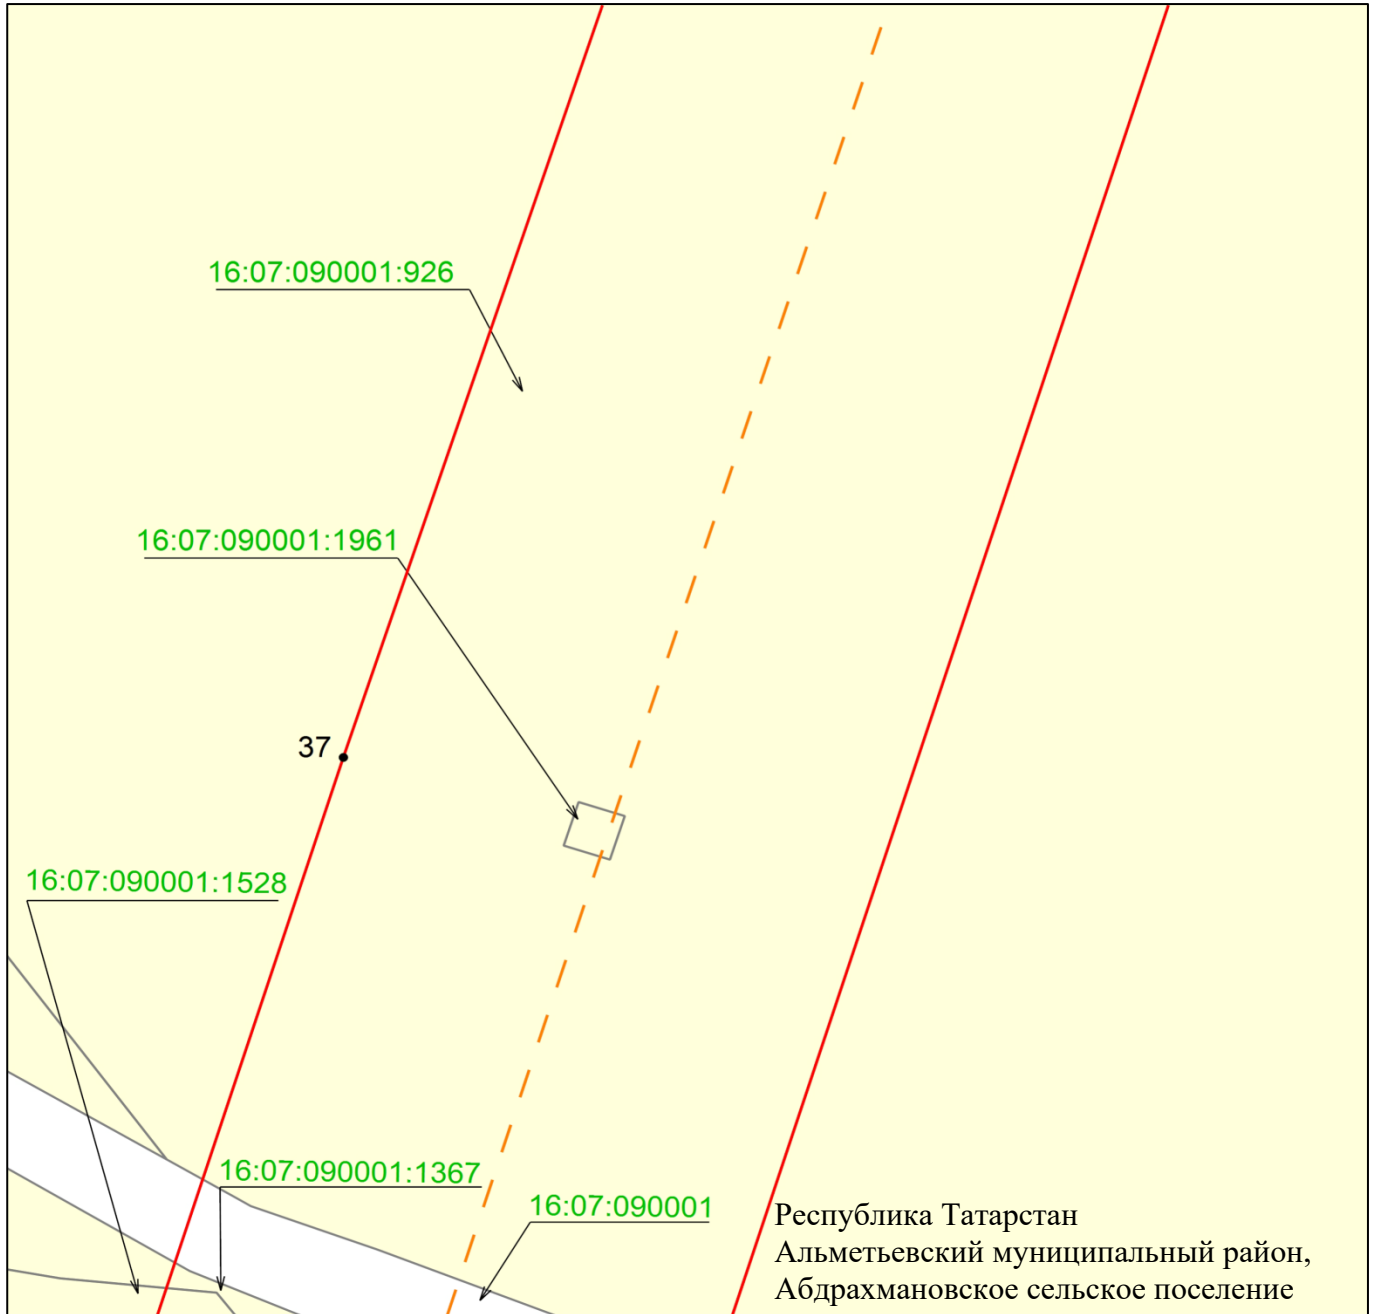 16:07:090001:926
16:07:090001:1961
37
16:07:090001:1528
16:07:090001:1367
16:07:090001
Республика Татарстан
Альметьевский муниципальный район,
Абдрахмановское сельское поселение